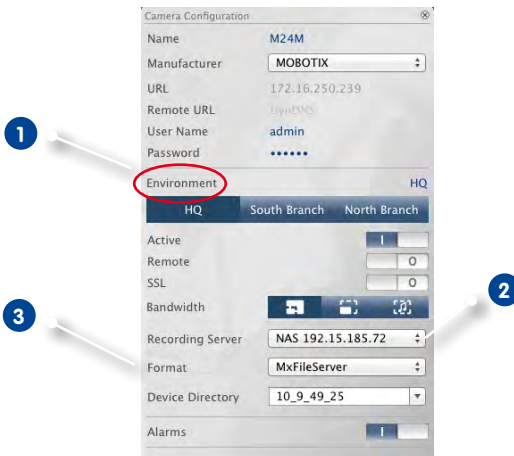 Camera Configuration
Name M24M
Manufacturer MOBOTIX
URL 172.16.250.239
Remote URL DynDNS
User Name admin
Password ••••••
1
Environment HQ
HQ South Branch North Branch
Active I
Remote O
SSL O
2
Bandwidth
3
Recording Server NAS 192.15.185.72
Format MxFileServer
Device Directory 10_9_49_25
Alarms I